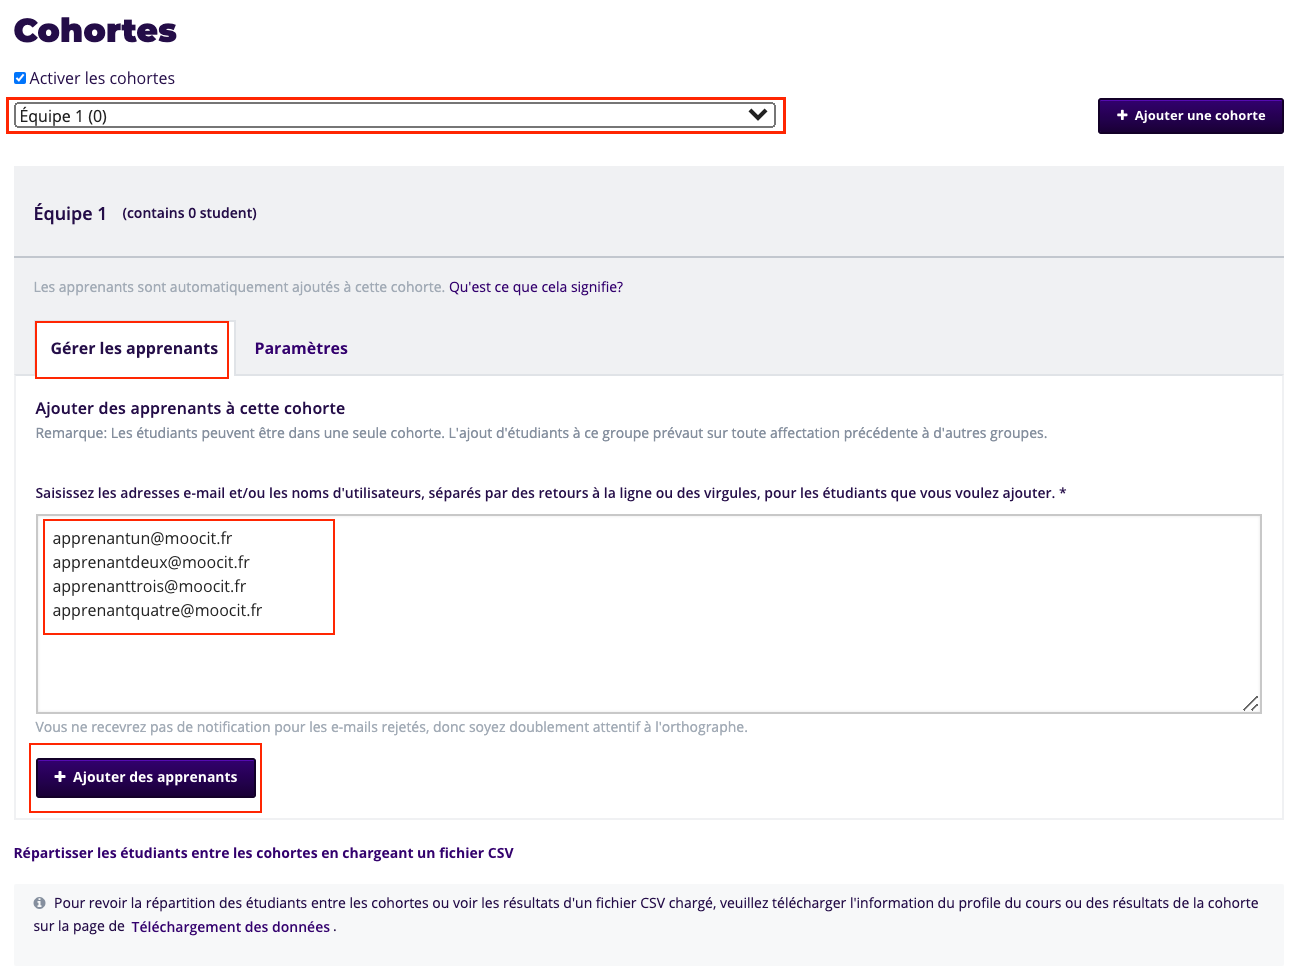 Cohortes
Activer les cohortes
Équipe 1 (0)
+ Ajouter une cohorte
Équipe 1 (contains 0 student)
Les apprenants sont automatiquement ajoutés à cette cohorte. Qu'est ce que cela signifie?
Gérer les apprenants Paramètres
Ajouter des apprenants à cette cohorte
Remarque: Les étudiants peuvent être dans une seule cohorte. L'ajout d'étudiants à ce groupe prévaut sur toute affectation précédente à d'autres groupes.
Saisissez les adresses e-mail et/ou les noms d'utilisateurs, séparés par des retours à la ligne ou des virgules, pour les étudiants que vous voulez ajouter. *
apprenantun@moocit.fr
apprenantdeux@moocit.fr
apprenanttrois@moocit.fr
apprenantquatre@moocit.fr
Vous ne recevrez pas de notification pour les e-mails rejetés, donc soyez doublement attentif à l'orthographe.
+ Ajouter des apprenants
Répartisser les étudiants entre les cohortes en chargeant un fichier CSV
Pour revoir la répartition des étudiants entre les cohortes ou voir les résultats d'un fichier CSV chargé, veuillez télécharger l'information du profile du cours ou des résultats de la cohorte
sur la page de Téléchargement des données .